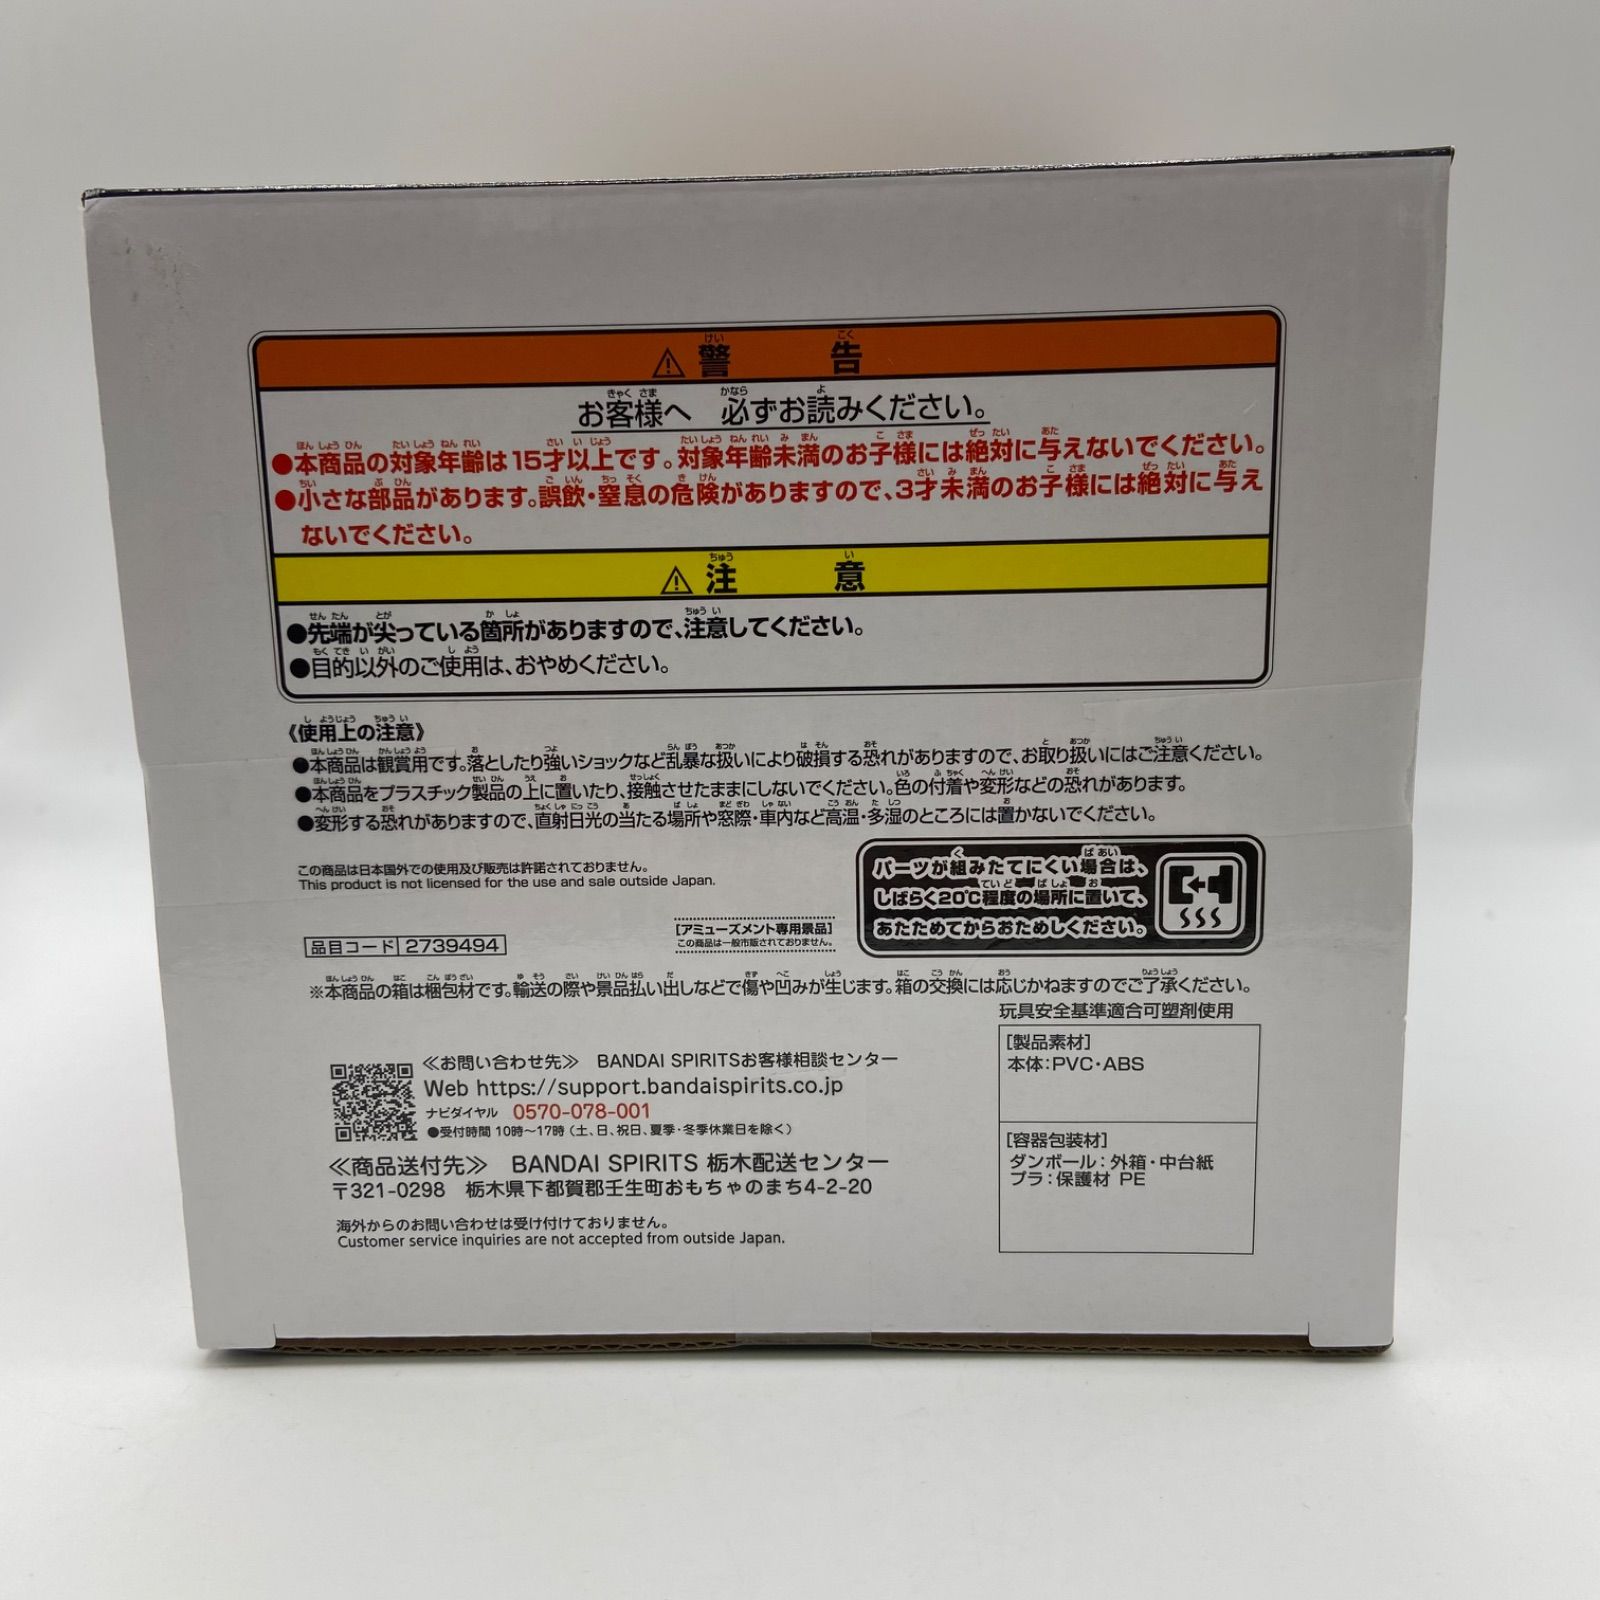 ⚠警告
お客様へ 必ずお読みください。
●本商品の対象年齢は15才以上です。対象年齢未満のお子様には絶対に与えないでください。
●小さな部品があります。誤飲・窒息の危険がありますので、3才未満のお子様には絶対に与え
ないでください。
⚠注意
●先端が尖っている箇所がありますので、注意してください。
●目的以外のご使用は、おやめください。
《使用上の注意》
●本商品は観賞用です。落としたり強いショックなど乱暴な扱いにより破損する恐れがありますので、お取り扱いにはご注意ください。
●本商品をプラスチック製品の上に置いたり、接触させたままにしないでください。色の付着や変形などの恐れがあります。
●変形する恐れがありますので、直射日光の当たる場所や窓際・車内など高温・多湿のところには置かないでください。
この商品は日本国外での使用及び販売は許諾されておりません。
This product is not licensed for the use and sale outside Japan.
パーツが組みたてにくい場合は、
しばらく20℃程度の場所に置いて、
あたためてからおためしください。
[アミューズメント専用景品]
この商品は一般市販されておりません。
品目コード 2739494
※本商品の箱は梱包材です。輸送の際や景品払い出しなどで傷や凹みが生じます。箱の交換には応じかねますのでご了承ください。
玩具安全基準適合可塑剤使用
[製品素材]
本体:PVC・ABS
[容器包装材]
ダンボール:外箱・中台紙
プラ:保護材 PE
≪お問い合わせ先≫ BANDAI SPIRITSお客様相談センター
Web https://support.bandaispirits.co.jp
ナビダイヤル 0570-078-001
●受付時間 10時～17時(土、日、祝日、夏季・冬季休業日を除く)
≪商品送付先≫ BANDAI SPIRITS 栃木配送センター
〒321-0298 栃木県下都賀郡壬生町おもちゃのまち4-2-20
海外からのお問い合わせは受け付けておりません。
Customer service inquiries are not accepted from outside Japan.